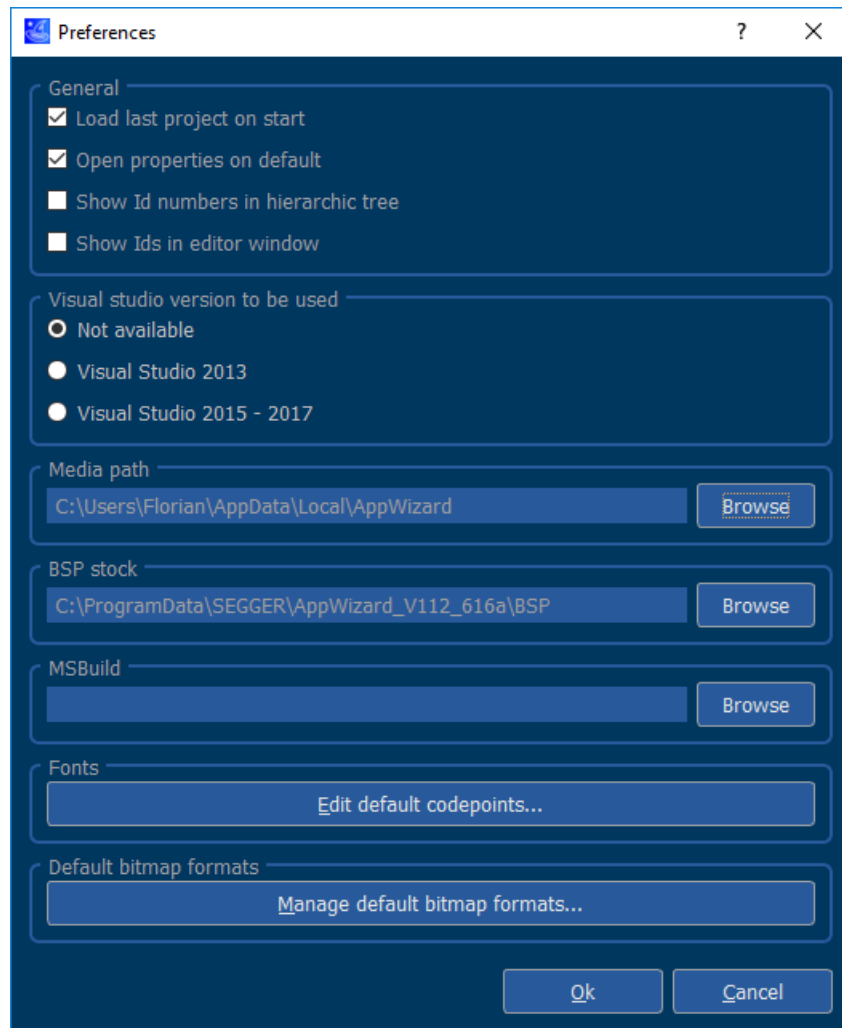 Preferences
?
General
Load last project on start
Open properties on default
Show Id numbers in hierarchic tree
Show Ids in editor window
Visual studio version to be used
Not available
Visual Studio 2013
Visual Studio 2015 - 2017
Media path
C:\Users\Florian\AppData\Local\AppWizard
Browse
BSP stock
C:\ProgramData\SEGGER\AppWizard_V112_616a\BSP
Browse
MSBuild
Browse
Fonts
Edit default codepoints...
Default bitmap formats
Manage default bitmap formats...
Ok
Cancel